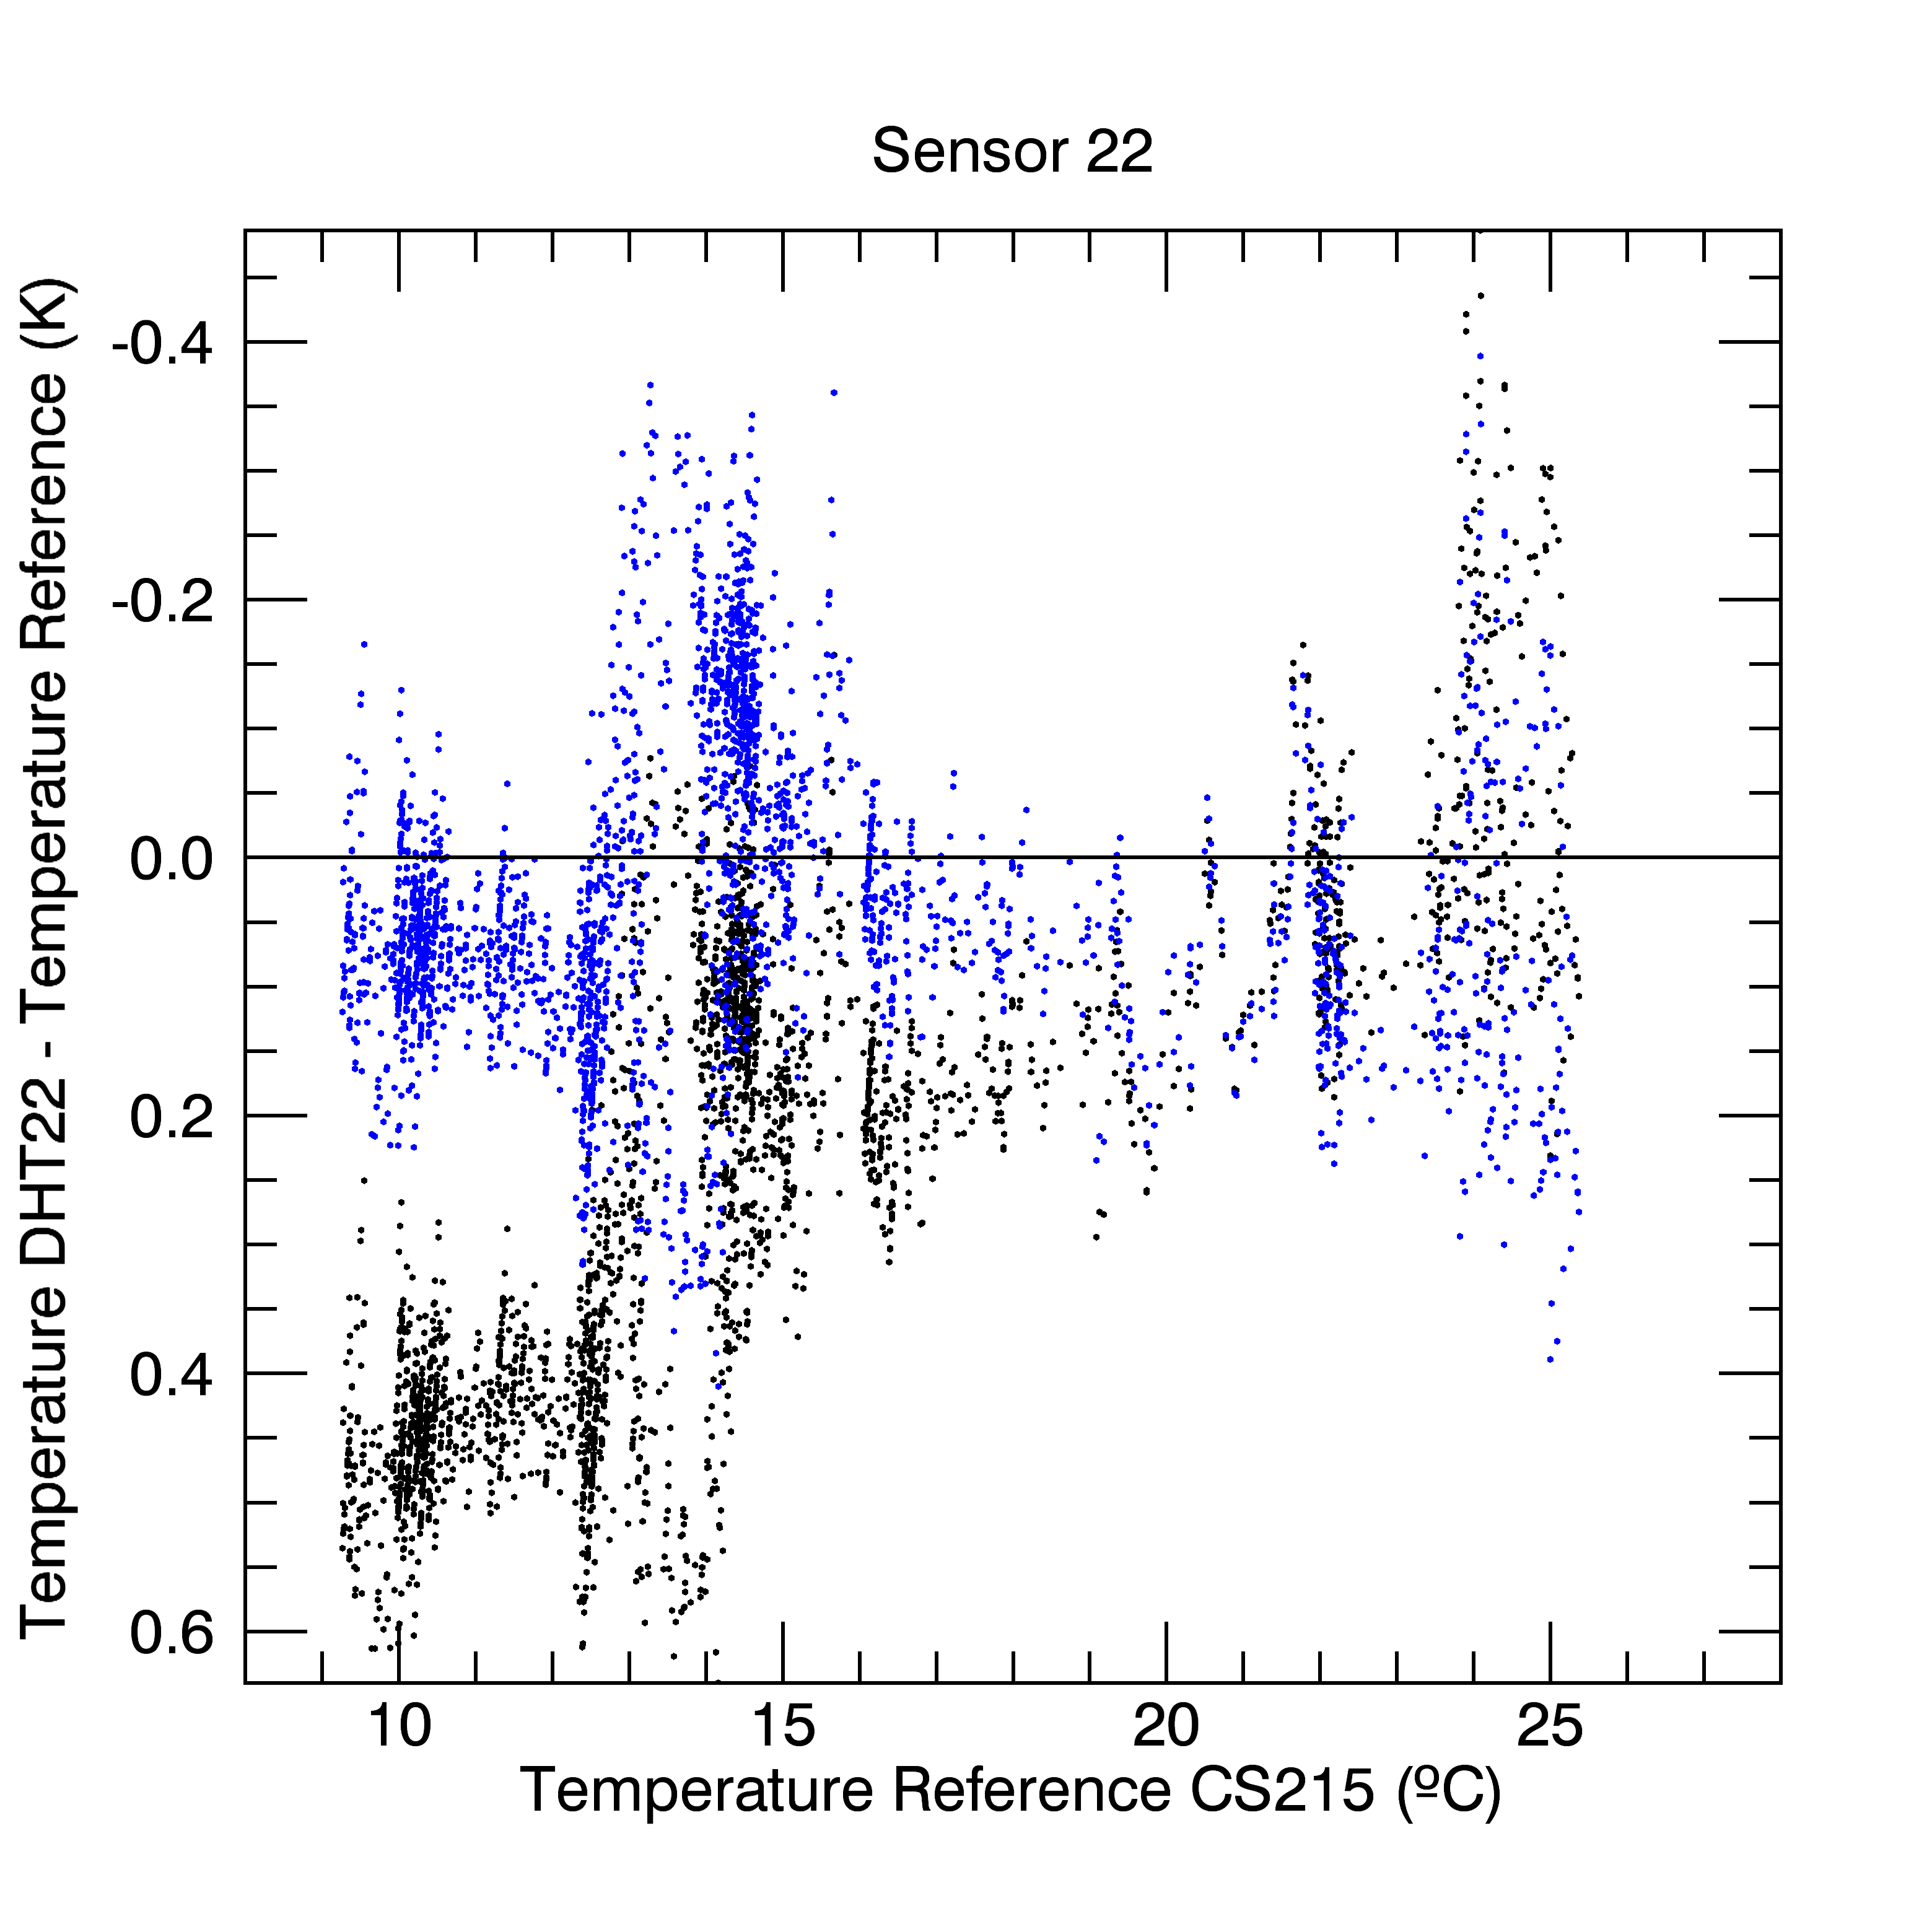 Sensor 22
Temperature DHT22 - Temperature Reference (K)
-0.4
-0.2
0.0
0.2
0.4
0.6
10 15 20 25
Temperature Reference CS215 (ºC)